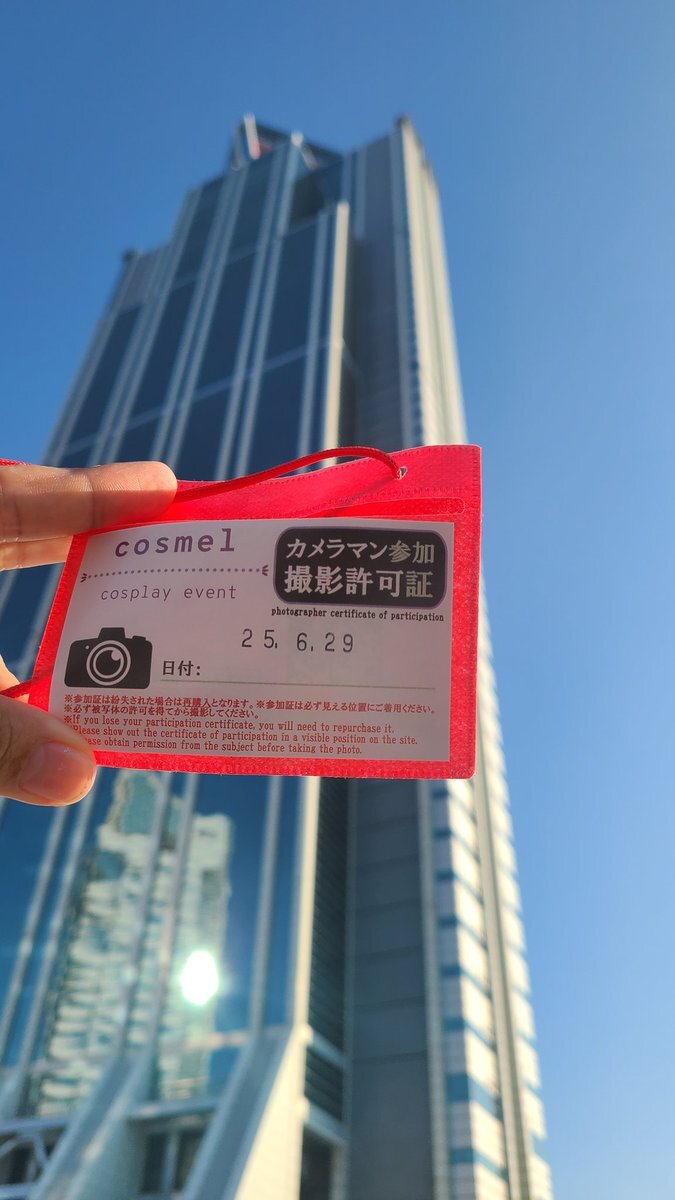 cosmel
cosplay event
カメラマン参加
撮影許可証
photographer certificate of participation
25. 6. 29
日付:
※参加証は紛失された場合は再購入となります。※参加証は必ず見える位置にご着用ください。
※必ず被写体の許可を得てから撮影してください。
※If you lose your participation certificate, you will need to repurchase it.
Please show out the certificate of participation in a visible position on the site.
obtain permission from the subject before taking the photo.